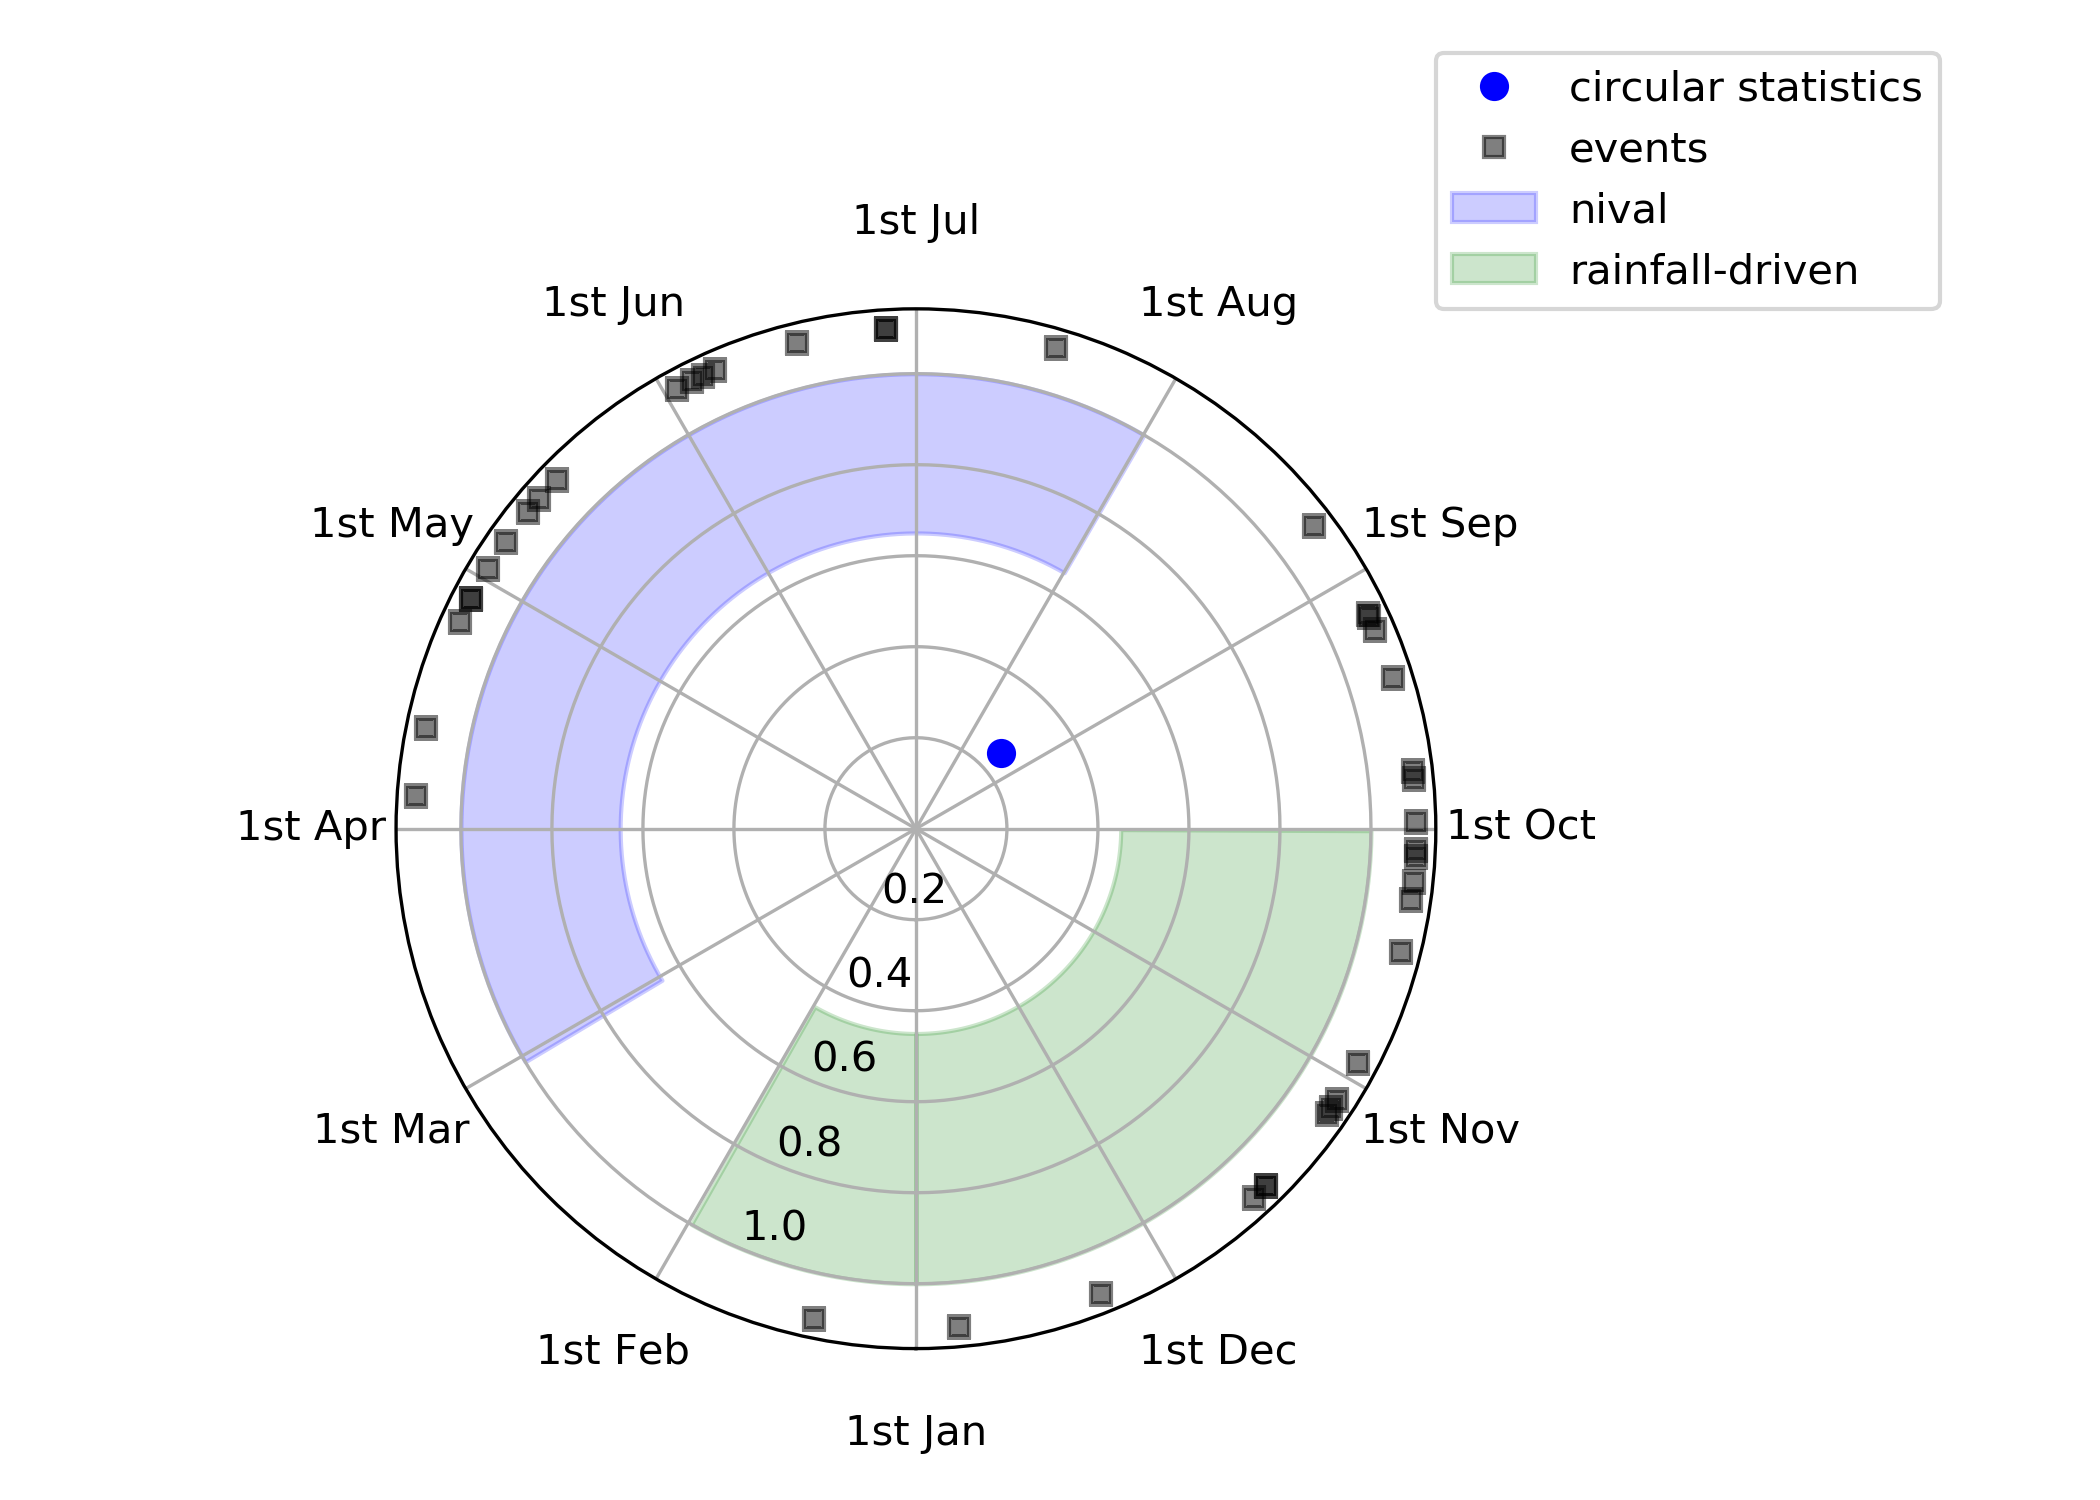 circular statistics
events
nival
rainfall-driven
1st Jul
1st Jun
1st Aug
1st May
1st Sep
1st Apr
1st Oct
0.2
0.4
0.6
1st Mar
1st Nov
0.8
1.0
1st Feb
1st Dec
1st Jan